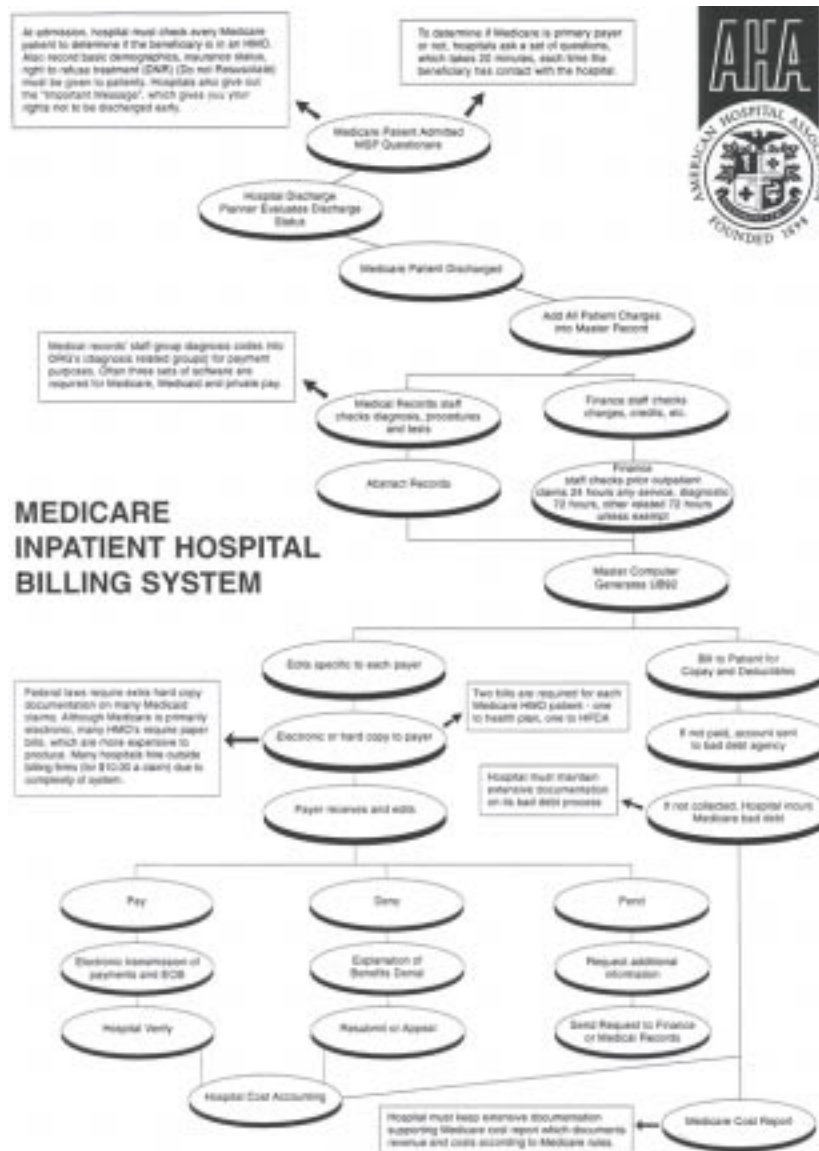 At admission, hospital must check every Medicare
patient to determine if the beneficiary is in an HMO.
Also record basic demographics, insurance status,
right to refuse treatment (DNR) (Do not Resuscitate)
must be given to patients. Hospitals also give out
the "Important Message", which gives you your
rights not to be discharged early.
To determine if Medicare is primary payer
or not, hospitals ask a set of questions,
which takes 20 minutes, each time the
beneficiary has contact with the hospital.
AHA
AMERICAN HOSPITAL ASSOCIATION
FOUNDED 1898
Medicare Patient Admitted
MSP Questionare
Hospital Discharge
Planner Evaluates Discharge
Status
Medicare Patient Discharged
Add All Patient Charges
into Master Record
Medical records' staff group diagnosis codes into
DRG's (diagnosis related groups) for payment
purposes. Often three sets of software are
required for Medicare, Medicaid and private pay.
Medical Records staff
checks diagnosis, procedures
and tests
Finance staff checks
charges, credits, etc.
Abstract Records
Finance
staff checks prior outpatient
claims 24 hours any service, diagnostic
72 hours, other related 72 hours
unless exempt
MEDICARE
INPATIENT HOSPITAL
BILLING SYSTEM
Master Computer
Generates UB92
Edits specific to each payer
Bill to Patient for
Copay and Deductibles
Federal laws require extra hard copy
documentation on many Medicaid
claims. Although Medicare is primarily
electronic, many HMO's require paper
bills, which are more expensive to
produce. Many hospitals hire outside
billing firms (for $10.00 a claim) due to
complexity of system.
Two bills are required for each
Medicare HMO patient - one
to health plan, one to HFCA
Electronic or hard copy to payer
If not paid, account sent
to bad debt agency
Hospital must maintain
extensive documentation
on its bad debt process
Payer receives and edits
If not collected, Hospital incurs
Medicare bad debt
Pay
Deny
Pend
Electronic transmission of
payments and EOB
Explanation of
Benefits Denial
Request additional
information
Hospital Verify
Resubmit or Appeal
Send Request to Finance
or Medical Records
Hospital Cost Accounting
Hospital must keep extensive documentation
supporting Medicare cost report which documents
revenue and costs according to Medicare rules.
Medicare Cost Report